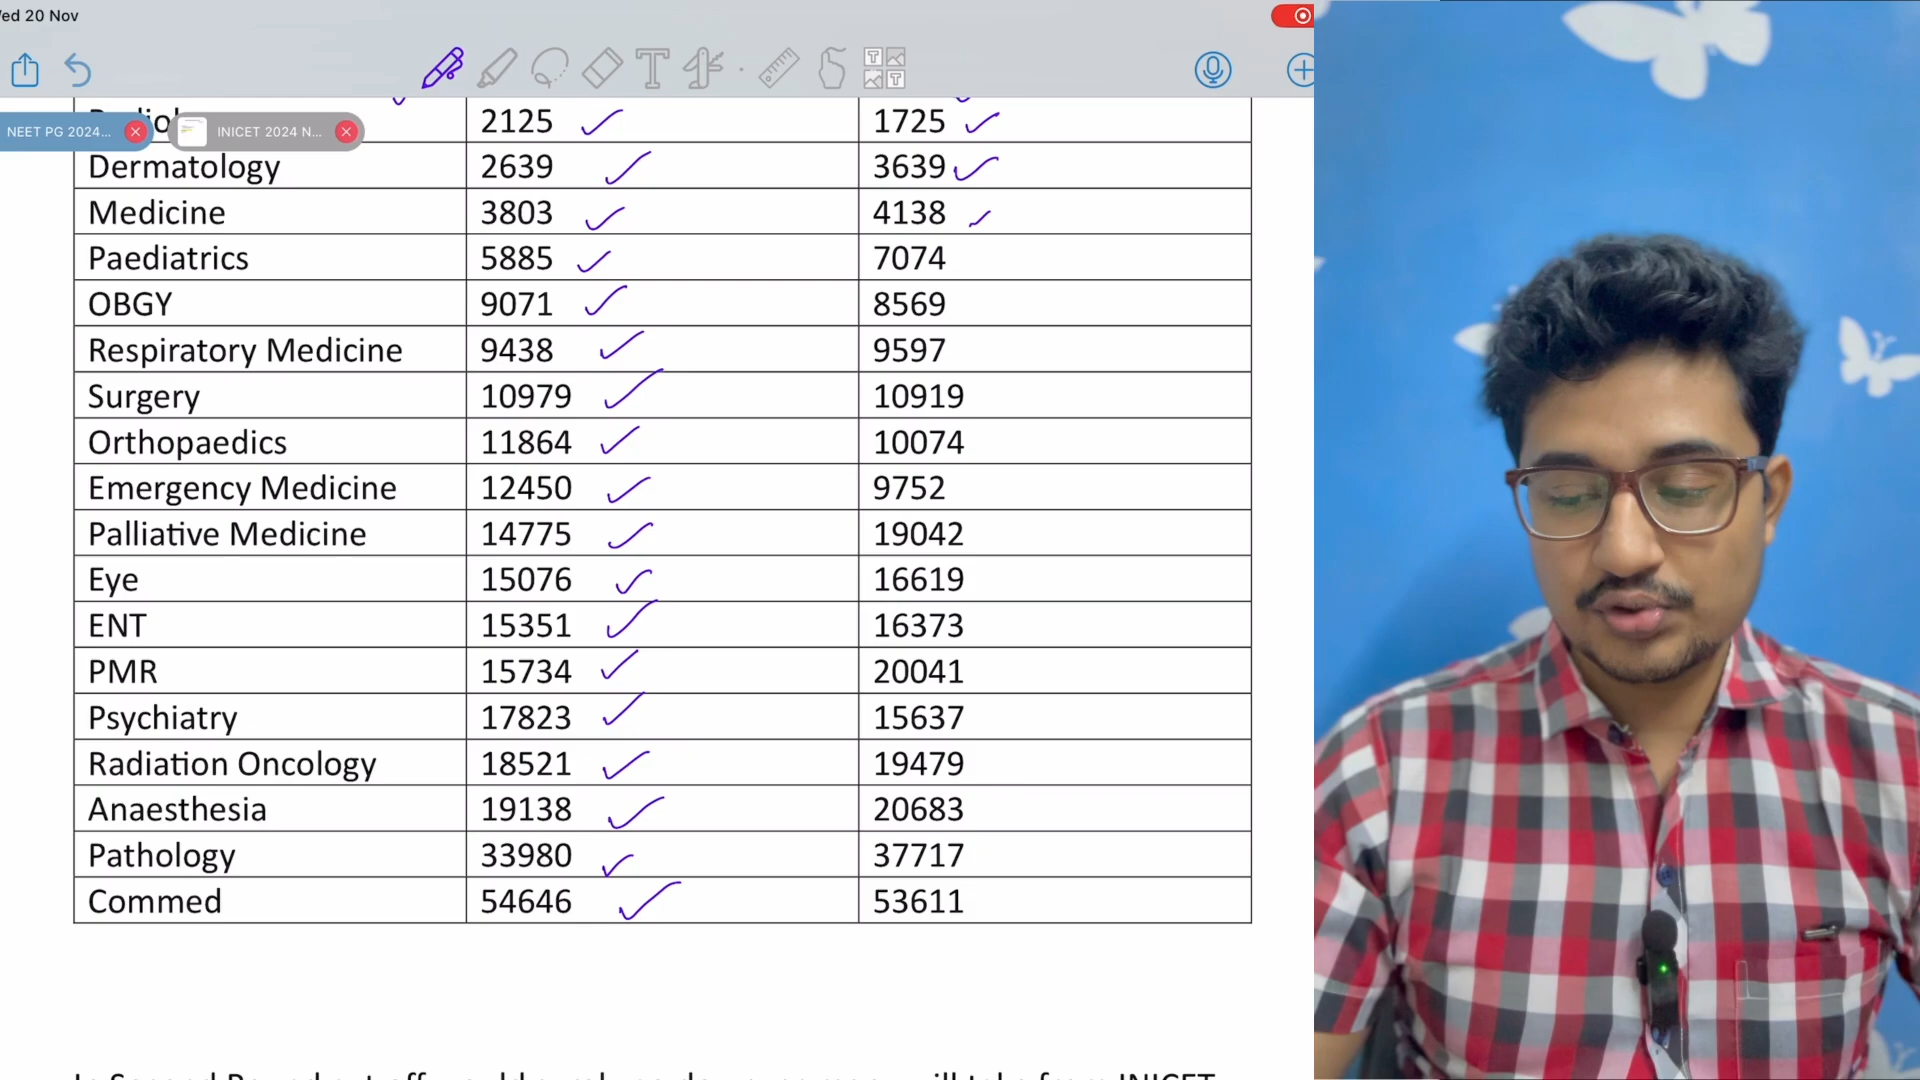 Wed 20 Nov
NEET PG 2024... INICET 2024 N...
2125 1725
Dermatology 2639 3639
Medicine 3803 4138
Paediatrics 5885 7074
OBGY 9071 8569
Respiratory Medicine 9438 9597
Surgery 10979 10919
Orthopaedics 11864 10074
Emergency Medicine 12450 9752
Palliative Medicine 14775 19042
Eye 15076 16619
ENT 15351 16373
PMR 15734 20041
Psychiatry 17823 15637
Radiation Oncology 18521 19479
Anaesthesia 19138 20683
Pathology 33980 37717
Commed 54646 53611